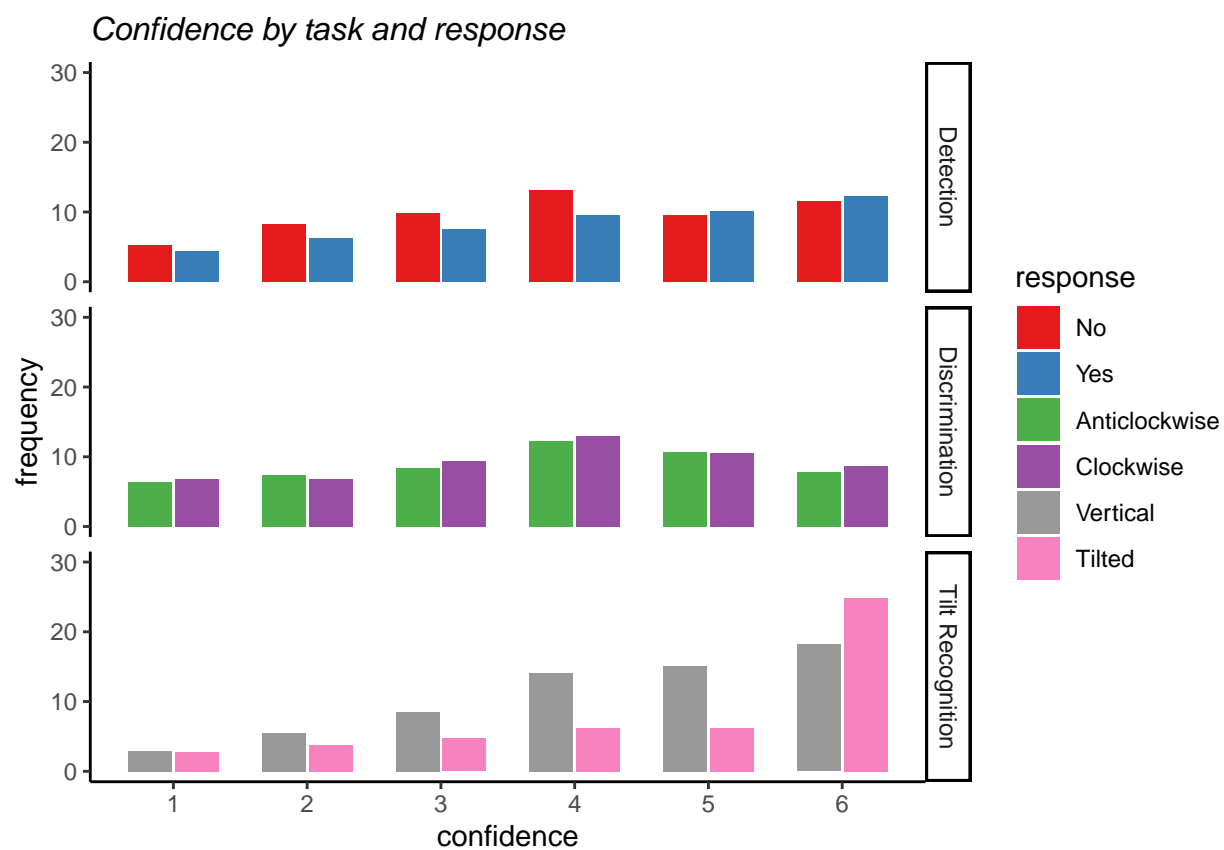 Confidence by task and response
30
20
10
0
Detection
30
20
10
0
Discrimination
30
20
10
0
Tilt Recognition
frequency
1 2 3 4 5 6
confidence
response
No
Yes
Anticlockwise
Clockwise
Vertical
Tilted